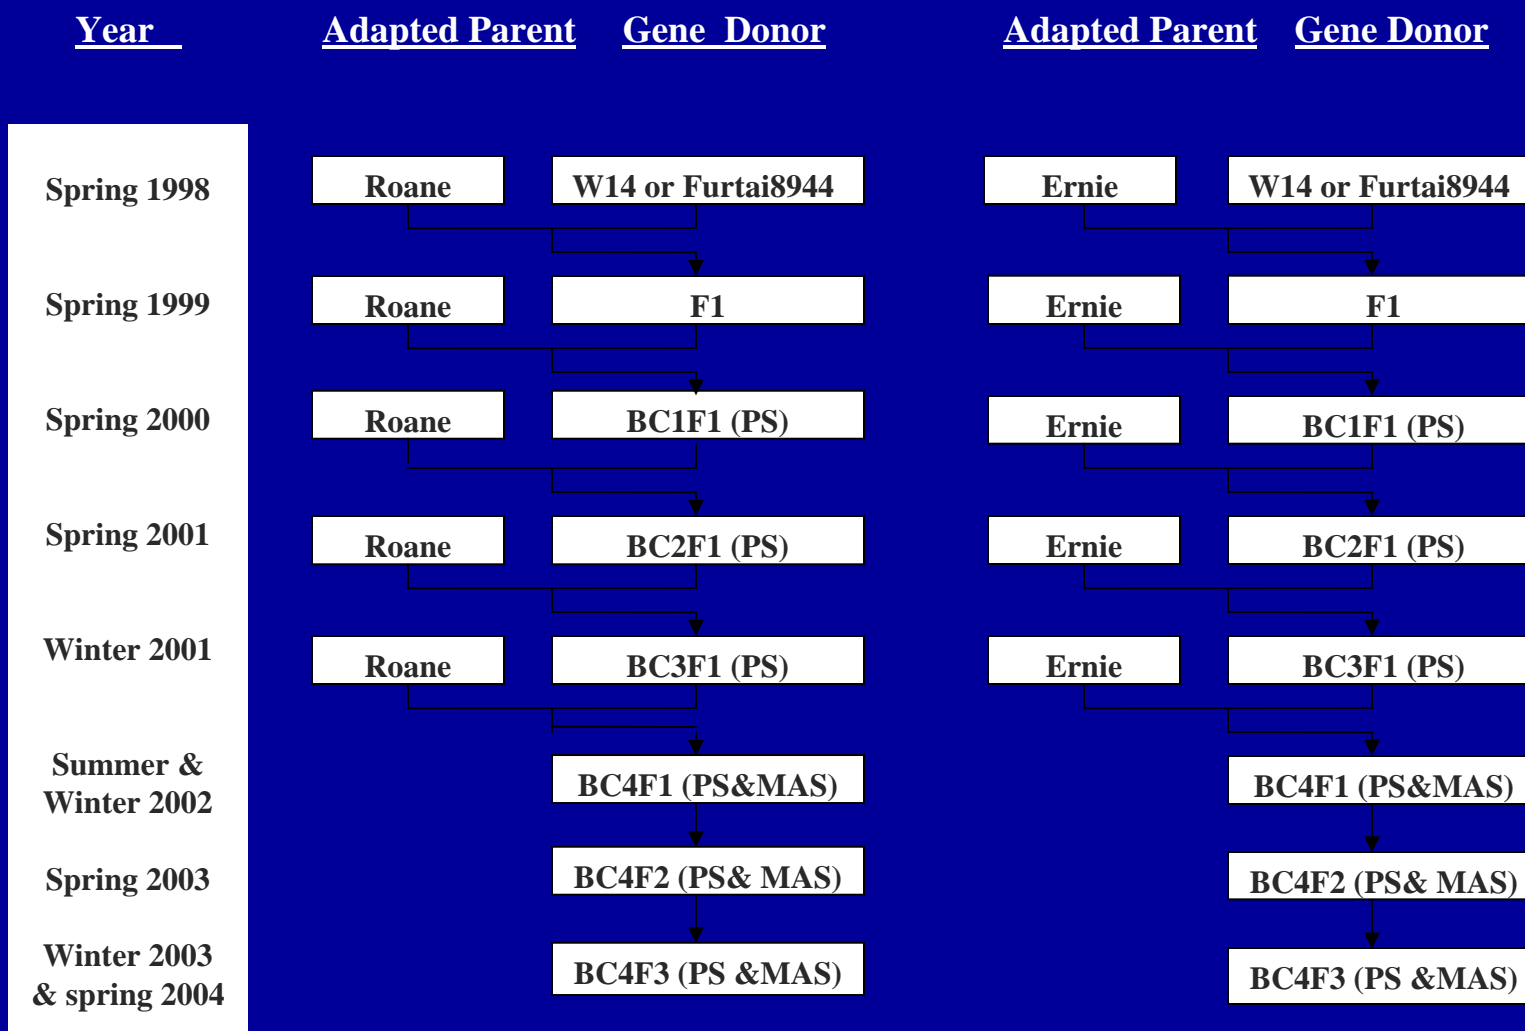 Year Adapted Parent Gene Donor Adapted Parent Gene Donor
Spring 1998 Roane W14 or Furtai8944 Ernie W14 or Furtai8944
Spring 1999 Roane F1 Ernie F1
Spring 2000 Roane BC1F1 (PS) Ernie BC1F1 (PS)
Spring 2001 Roane BC2F1 (PS) Ernie BC2F1 (PS)
Winter 2001 Roane BC3F1 (PS) Ernie BC3F1 (PS)
Summer &
Winter 2002 BC4F1 (PS&MAS) BC4F1 (PS&MAS)
Spring 2003 BC4F2 (PS& MAS) BC4F2 (PS& MAS)
Winter 2003
& spring 2004 BC4F3 (PS &MAS) BC4F3 (PS &MAS)